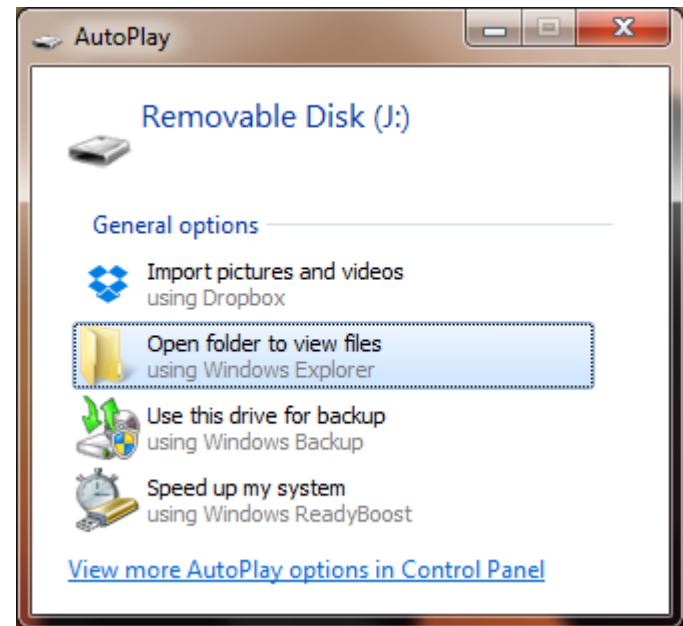 AutoPlay
Removable Disk (J:)
General options
Import pictures and videos
using Dropbox
Open folder to view files
using Windows Explorer
Use this drive for backup
using Windows Backup
Speed up my system
using Windows ReadyBoost
View more AutoPlay options in Control Panel